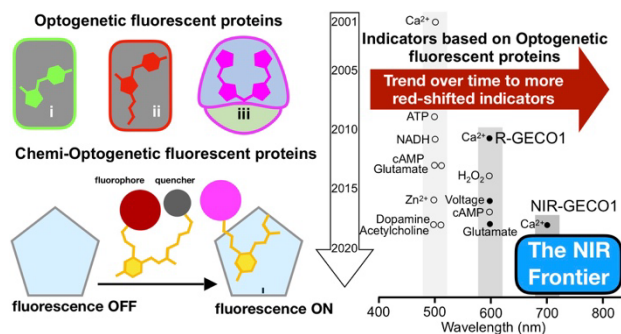 Optogenetic fluorescent proteins
i
ii
iii
Chemi-Optogenetic fluorescent proteins
fluorophore
quencher
fluorescence OFF
fluorescence ON
2001
2005
2010
2015
2020
Indicators based on Optogenetic
fluorescent proteins
Trend over time to more
red-shifted indicators
Ca²⁺
ATP
NADH
cAMP
Glutamate
Zn²⁺
Dopamine
Acetylcholine
Ca²⁺ R-GECO1
H₂O₂
Voltage
cAMP
Glutamate
NIR-GECO1
Ca²⁺
The NIR
Frontier
400 500 600 700 800
Wavelength (nm)